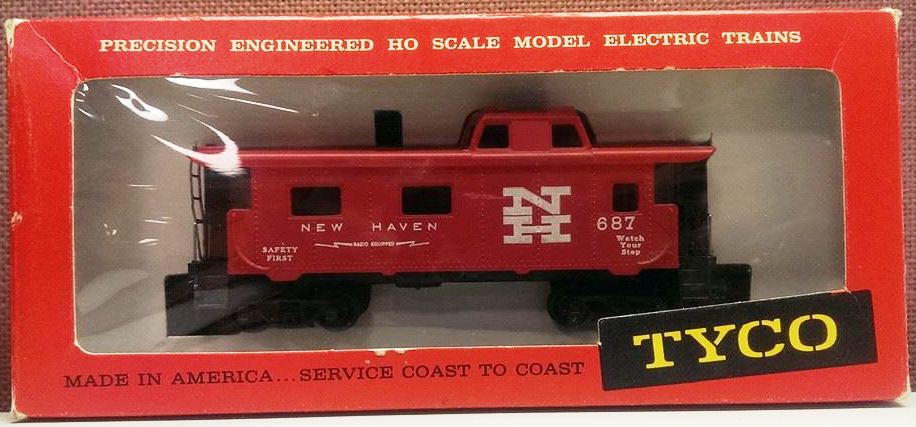 PRECISION ENGINEERED HO SCALE MODEL ELECTRIC TRAINS
NEW HAVEN
RADIO EQUIPPED
SAFETY
FIRST
N
H
687
Watch
Your
Step
MADE IN AMERICA...SERVICE COAST TO COAST
TYCO